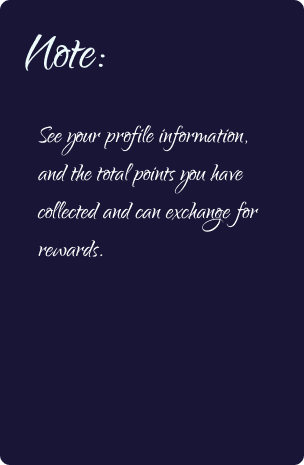 Note:
See your profile information,
and the total points you have
collected and can exchange for
rewards.